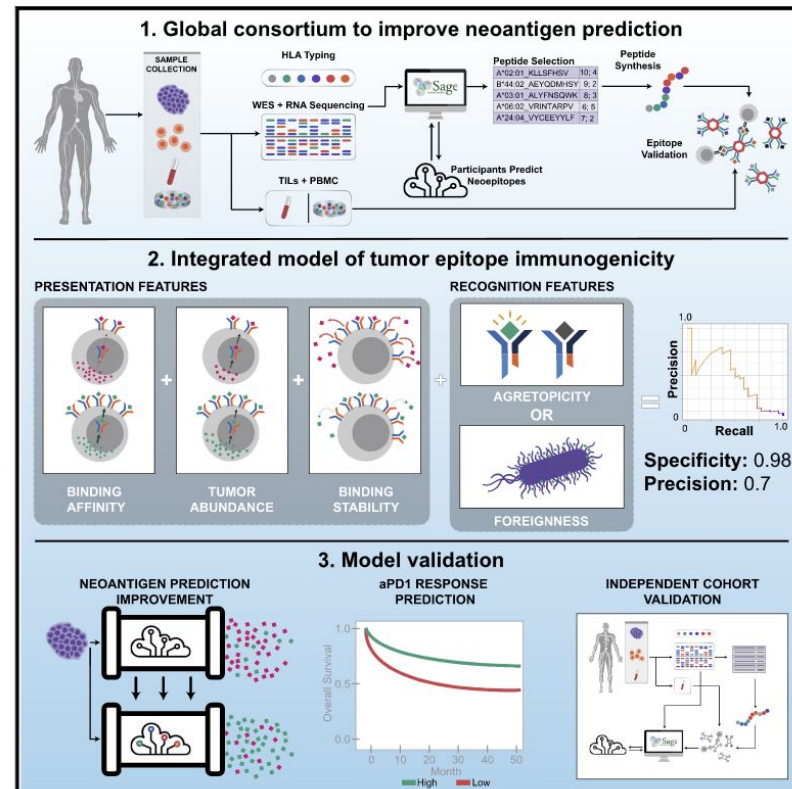 1. Global consortium to improve neoantigen prediction
SAMPLE
COLLECTION
HLA Typing
WES + RNA Sequencing
TILs + PBMC
Sage
Participants Predict
Neoepitopes
Peptide Selection
A*02:01_KLLSFHSV 10; 4
B*44:02_AEYQDMHSY 9; 2
A*03:01_ALYFNSQWK 8; 3
A*06:02_VRINTARPV 6; 5
A*24:04_VYCEEYYLF 7; 2
Peptide
Synthesis
Epitope
Validation
2. Integrated model of tumor epitope immunogenicity
PRESENTATION FEATURES
BINDING
AFFINITY
+
TUMOR
ABUNDANCE
+
BINDING
STABILITY
+
RECOGNITION FEATURES
AGRETOPICITY
OR
FOREIGNNESS
=
1.0
Precision
0
Recall
1.0
Specificity: 0.98
Precision: 0.7
3. Model validation
NEOANTIGEN PREDICTION
IMPROVEMENT
aPD1 RESPONSE
PREDICTION
Overall Survival
1.0
0.5
0.0
0 10 20 30 40 50
Month
High Low
INDEPENDENT COHORT
VALIDATION
Sage